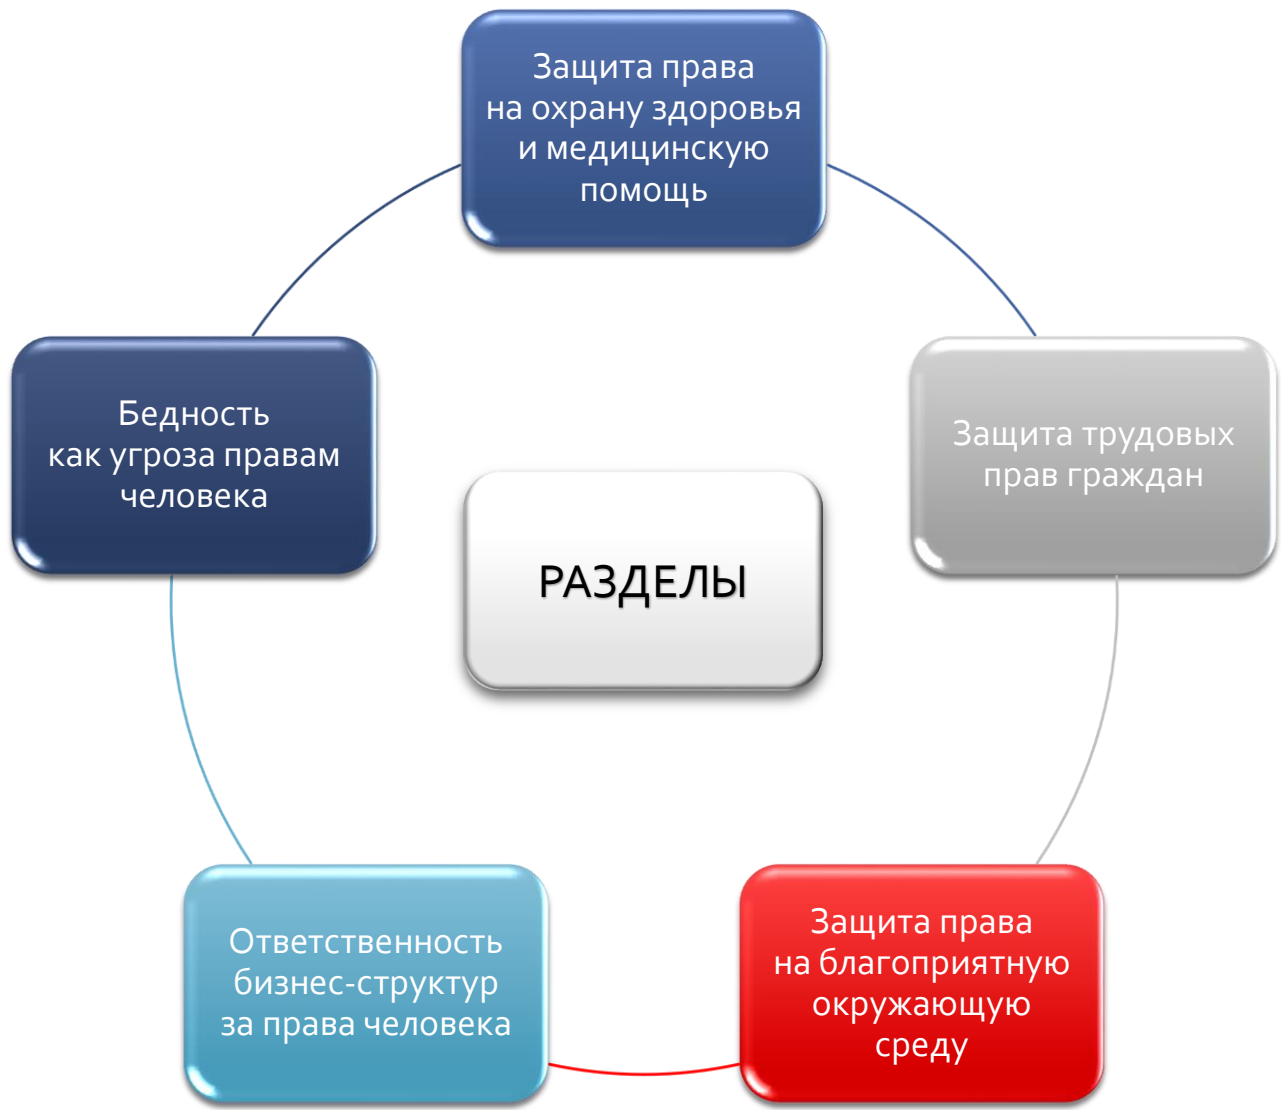 Защита права
на охрану здоровья
и медицинскую
помощь
Бедность
как угроза правам
человека
Защита трудовых
прав граждан
РАЗДЕЛЫ
Ответственность
бизнес-структур
за права человека
Защита права
на благоприятную
окружающую
среду